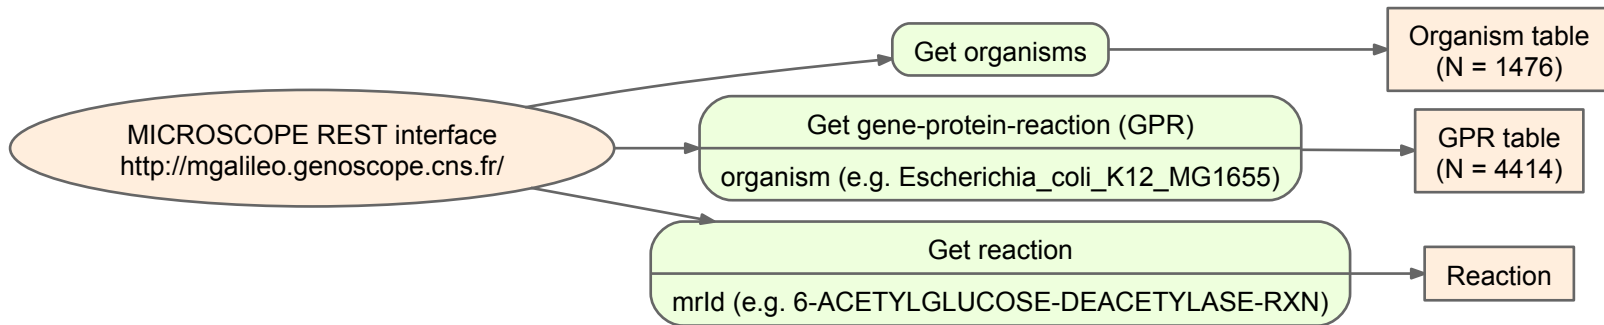 MICROSCOPE REST interface
http://mgalileo.genoscope.cns.fr/
Get organisms
Organism table
(N = 1476)
Get gene-protein-reaction (GPR)
organism (e.g. Escherichia_coli_K12_MG1655)
GPR table
(N = 4414)
Get reaction
mrId (e.g. 6-ACETYLGLUCOSE-DEACETYLASE-RXN)
Reaction